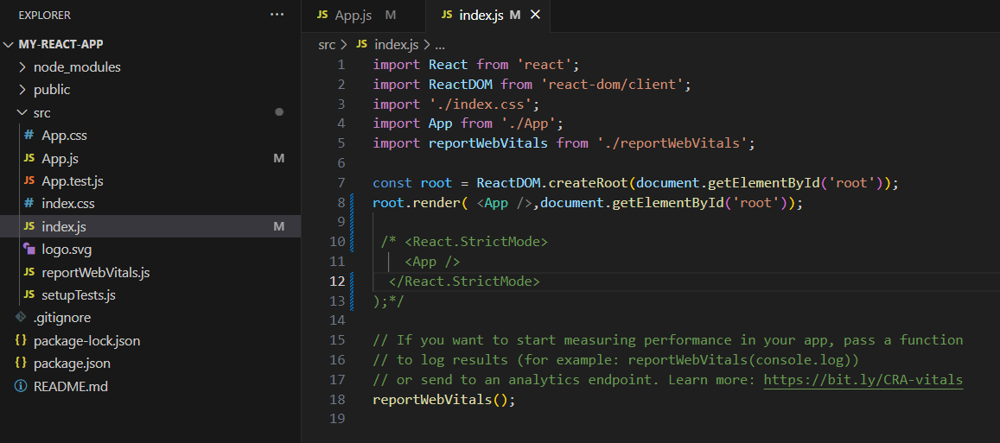 EXPLORER
···
MY-REACT-APP
node_modules
public
src
# App.css
JS App.js M
JS App.test.js
# index.css
JS index.js M
logo.svg
JS reportWebVitals.js
JS setupTests.js
.gitignore
{} package-lock.json
{} package.json
README.md
JS App.js M
JS index.js M ×
src > JS index.js > ...
1 import React from 'react';
2 import ReactDOM from 'react-dom/client';
3 import './index.css';
4 import App from './App';
5 import reportWebVitals from './reportWebVitals';
6
7 const root = ReactDOM.createRoot(document.getElementById('root'));
8 root.render( <App />,document.getElementById('root'));
9
10 /* <React.StrictMode>
11 <App />
12 </React.StrictMode>
13 );*/
14
15 // If you want to start measuring performance in your app, pass a function
16 // to log results (for example: reportWebVitals(console.log))
17 // or send to an analytics endpoint. Learn more: https://bit.ly/CRA-vitals
18 reportWebVitals();
19